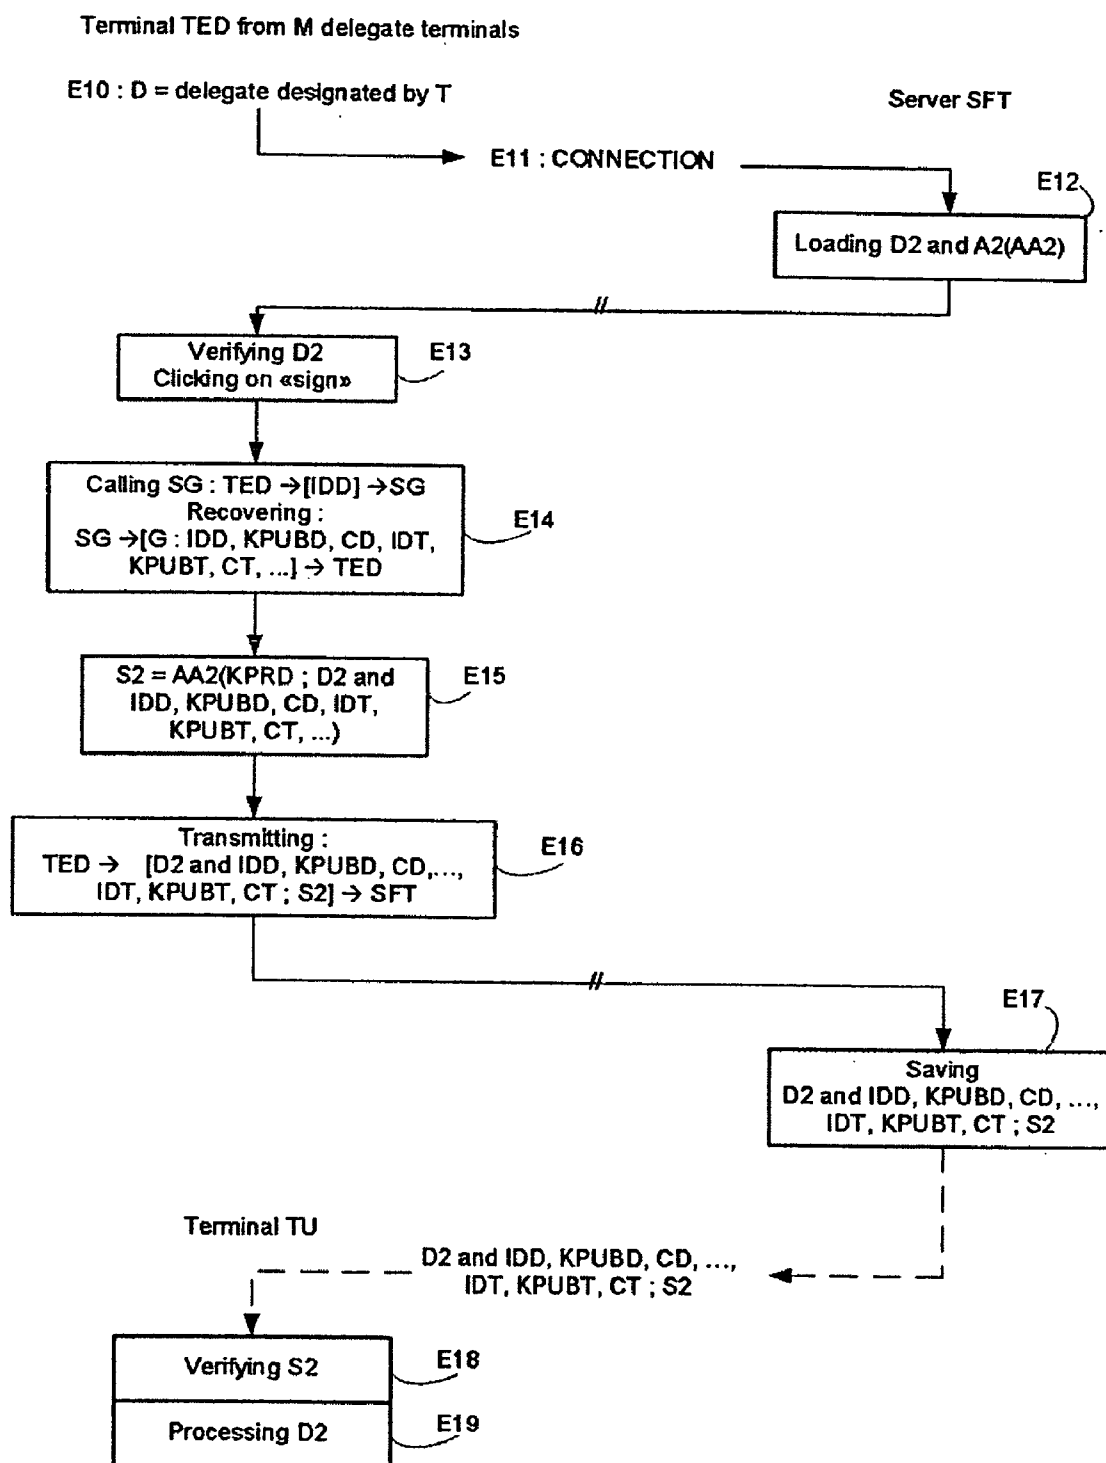 Terminal TED from M delegate terminals
E10 : D = delegate designated by T
Server SFT
E11 : CONNECTION
E12
Loading D2 and A2(AA2)
Verifying D2
Clicking on «sign»
E13
Calling SG : TED →[IDD] →SG
Recovering :
SG →[G : IDD, KPUBD, CD, IDT,
KPUBT, CT, ...] → TED
E14
S2 = AA2(KPRD ; D2 and
IDD, KPUBD, CD, IDT,
KPUBT, CT, ...)
E15
Transmitting :
TED → [D2 and IDD, KPUBD, CD,...,
IDT, KPUBT, CT ; S2] → SFT
E16
E17
Saving
D2 and IDD, KPUBD, CD, ...,
IDT, KPUBT, CT ; S2
Terminal TU
D2 and IDD, KPUBD, CD, ...,
IDT, KPUBT, CT ; S2
Verifying S2
E18
Processing D2
E19